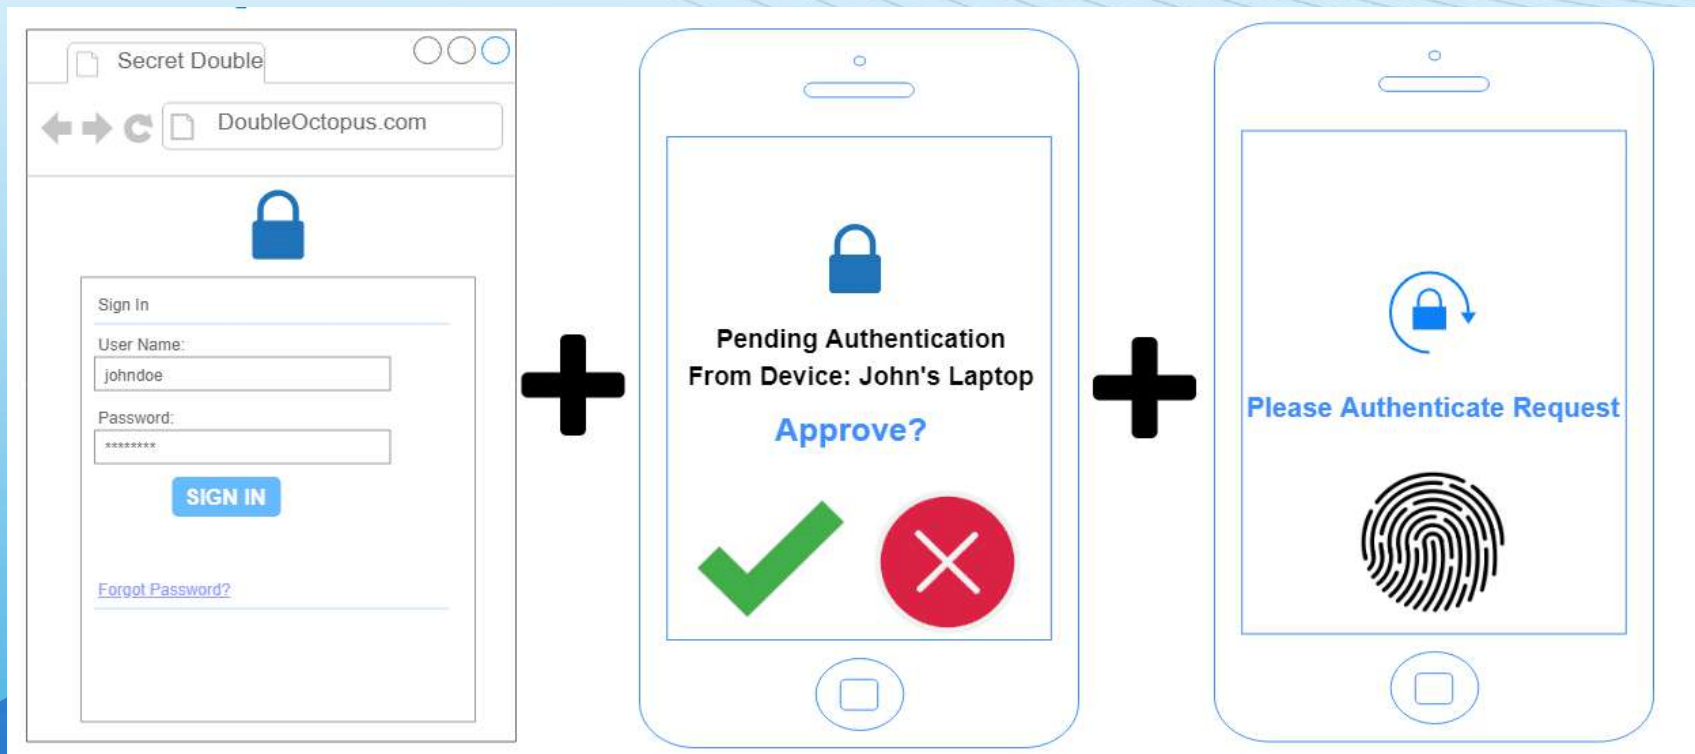 Secret Double
DoubleOctopus.com
Sign In
User Name:
johndoe
Password:
********
SIGN IN
Forgot Password?
Pending Authentication
From Device: John's Laptop
Approve?
Please Authenticate Request